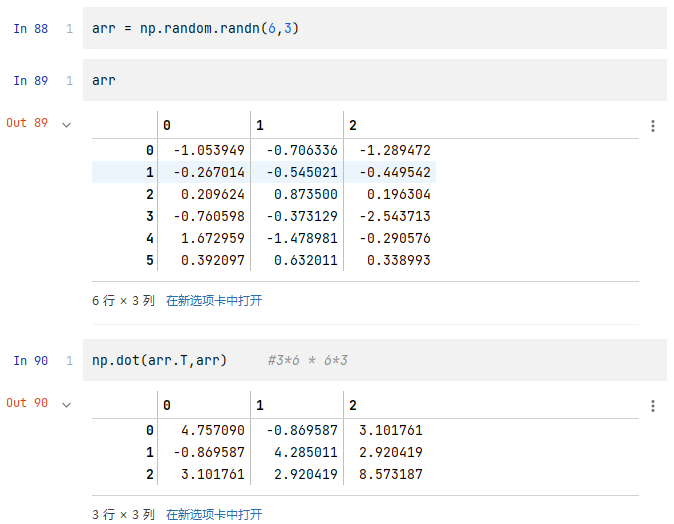 In 88 1 arr = np.random.randn(6,3)
In 89 1 arr
Out 89
0 1 2
0 -1.053949 -0.706336 -1.289472
1 -0.267014 -0.545021 -0.449542
2 0.209624 0.873500 0.196304
3 -0.760598 -0.373129 -2.543713
4 1.672959 -1.478981 -0.290576
5 0.392097 0.632011 0.338993
6 行 × 3 列 在新选项卡中打开
In 90 1 np.dot(arr.T,arr) #3*6 * 6*3
Out 90
0 1 2
0 4.757090 -0.869587 3.101761
1 -0.869587 4.285011 2.920419
2 3.101761 2.920419 8.573187
3 行 × 3 列 在新选项卡中打开